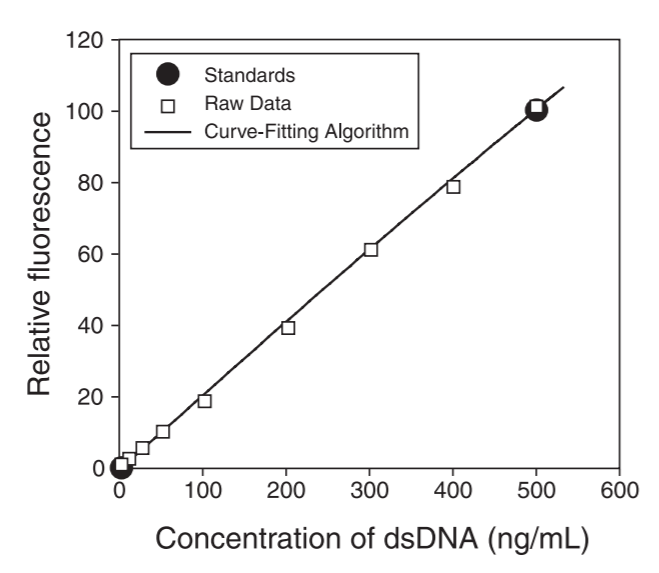 120
100
80
60
40
20
0
Standards
Raw Data
Curve-Fitting Algorithm
Relative fluorescence
0 100 200 300 400 500 600
Concentration of dsDNA (ng/mL)